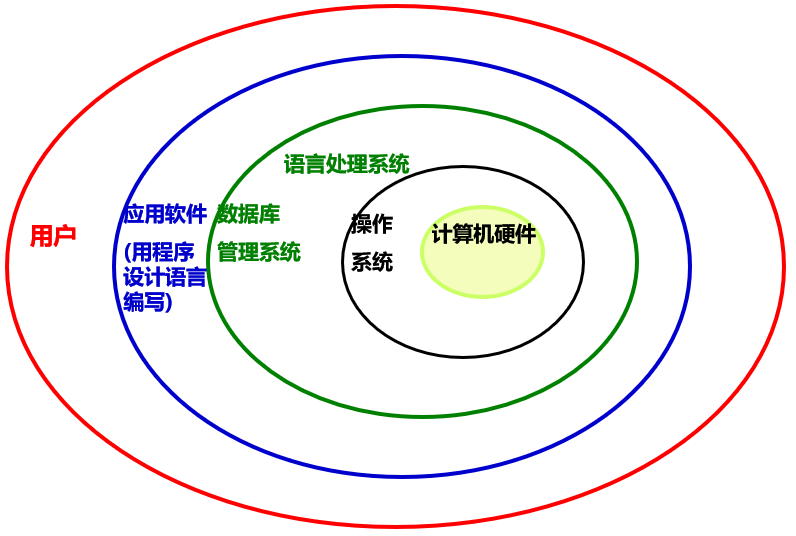 语言处理系统
用户
应用软件
(用程序
设计语言
编写)
数据库
管理系统
操作
系统
计算机硬件